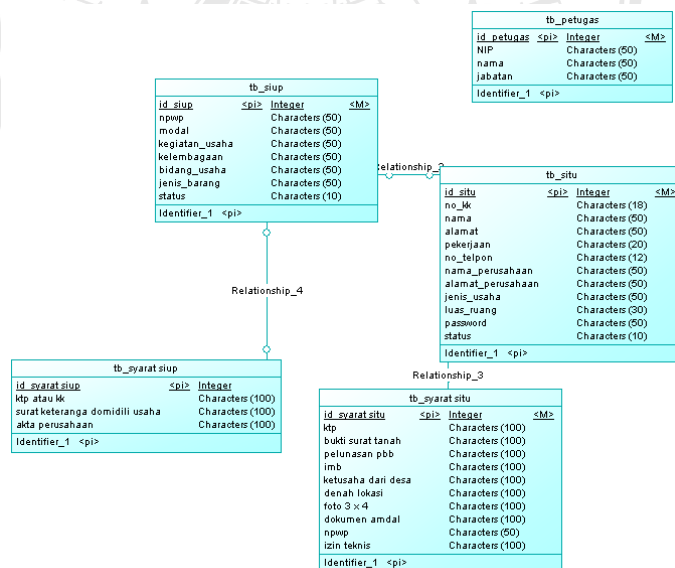 tb_petugas
id_petugas <pi> Integer <M>
NIP Characters (50)
nama Characters (50)
jabatan Characters (50)
Identifier_1 <pi>
tb_siup
id_siup <pi> Integer <M>
npwp Characters (50)
modal Characters (50)
kegiatan_usaha Characters (50)
kelembagaan Characters (50)
bidang_usaha Characters (50)
jenis_barang Characters (50)
status Characters (10)
Identifier_1 <pi>
tb_situ
id_situ <pi> Integer <M>
no_kk Characters (18)
nama Characters (50)
alamat Characters (50)
pekerjaan Characters (20)
no_telpon Characters (12)
nama_perusahaan Characters (50)
alamat_perusahaan Characters (50)
jenis_usaha Characters (50)
luas_ruang Characters (30)
password Characters (50)
status Characters (10)
Identifier_1 <pi>
Relationship_4
Relationship_3
tb_syarat siup
id_syarat siup <pi> Integer
ktp atau kk Characters (100)
surat keteranga domidili usaha Characters (100)
akta perusahaan Characters (100)
Identifier_1 <pi>
tb_syarat situ
id_syarat situ <pi> Integer <M>
ktp Characters (100)
bukti surat tanah Characters (100)
pelunasan pbb Characters (100)
imb Characters (100)
ketusaha dari desa Characters (100)
denah lokasi Characters (100)
foto 3 x 4 Characters (100)
dokumen amdal Characters (100)
npwp Characters (50)
izin teknis Characters (100)
Identifier_1 <pi>